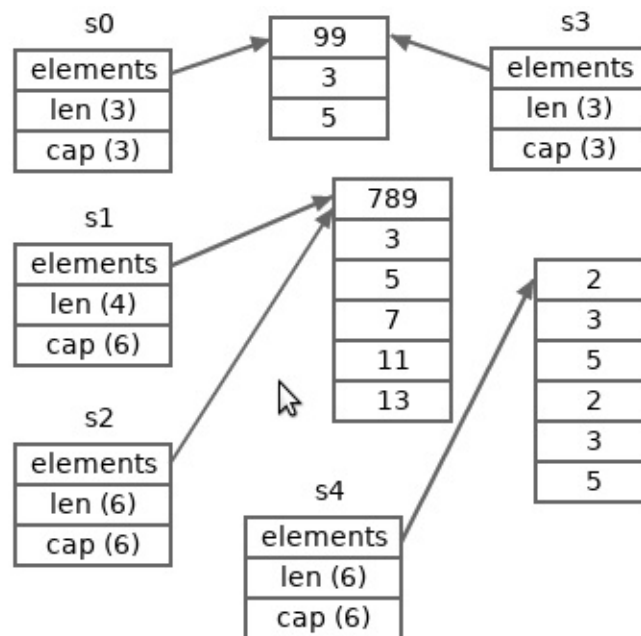 s0
elements
len (3)
cap (3)
99
3
5
s3
elements
len (3)
cap (3)
s1
elements
len (4)
cap (6)
789
3
5
7
11
13
2
3
5
2
3
5
s2
elements
len (6)
cap (6)
s4
elements
len (6)
cap (6)